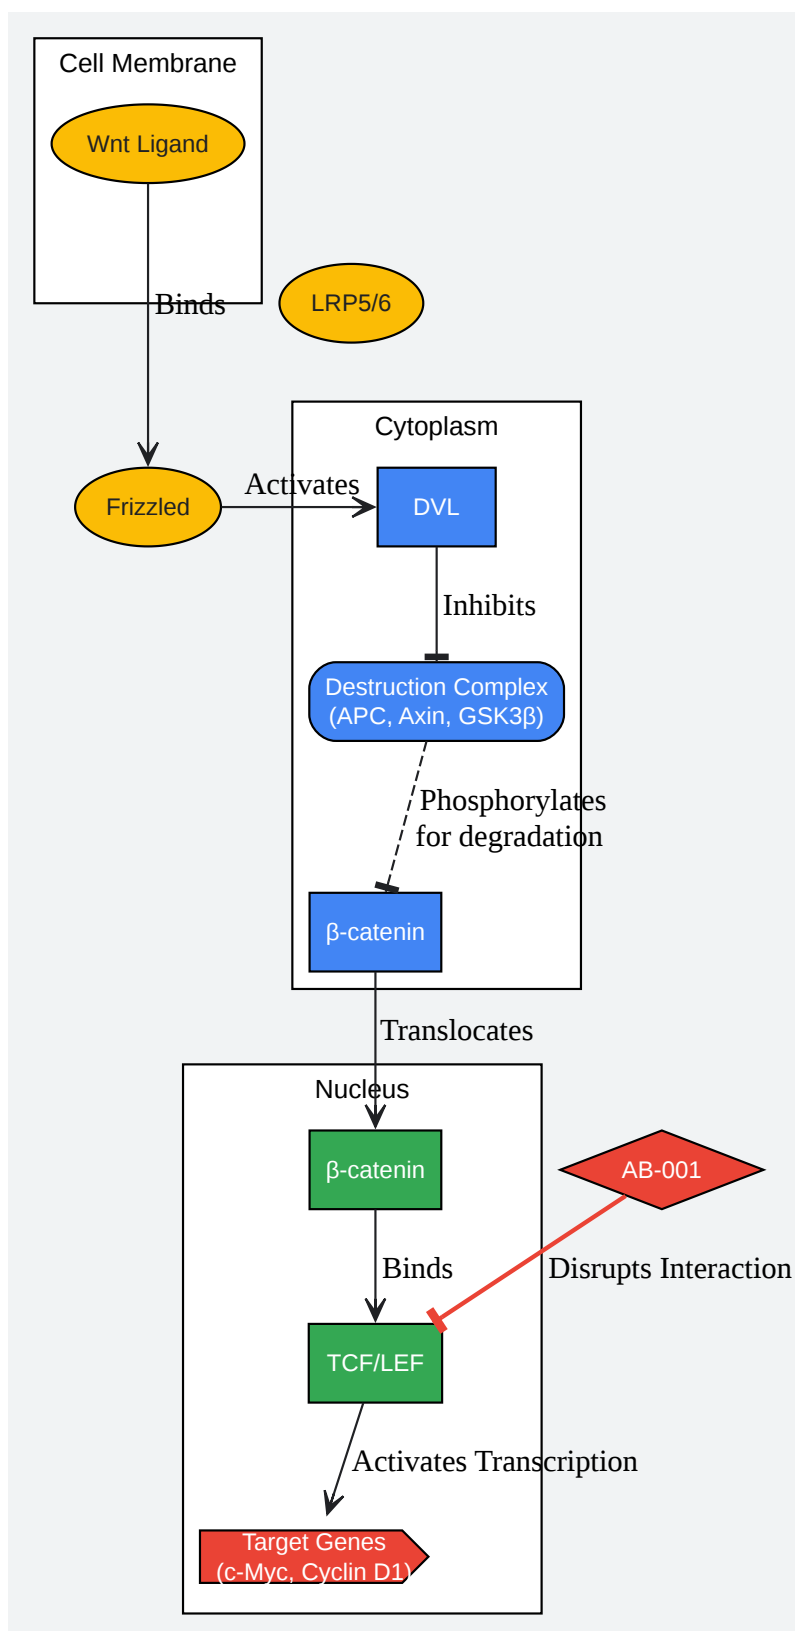 Cell Membrane
Wnt Ligand
Binds
LRP5/6
Cytoplasm
Activates
Frizzled
DVL
Inhibits
Destruction Complex
(APC, Axin, GSK3β)
Phosphorylates
for degradation
β-catenin
Translocates
Nucleus
β-catenin
AB-001
Binds
Disrupts Interaction
TCF/LEF
Activates Transcription
Target Genes
(c-Myc, Cyclin D1)